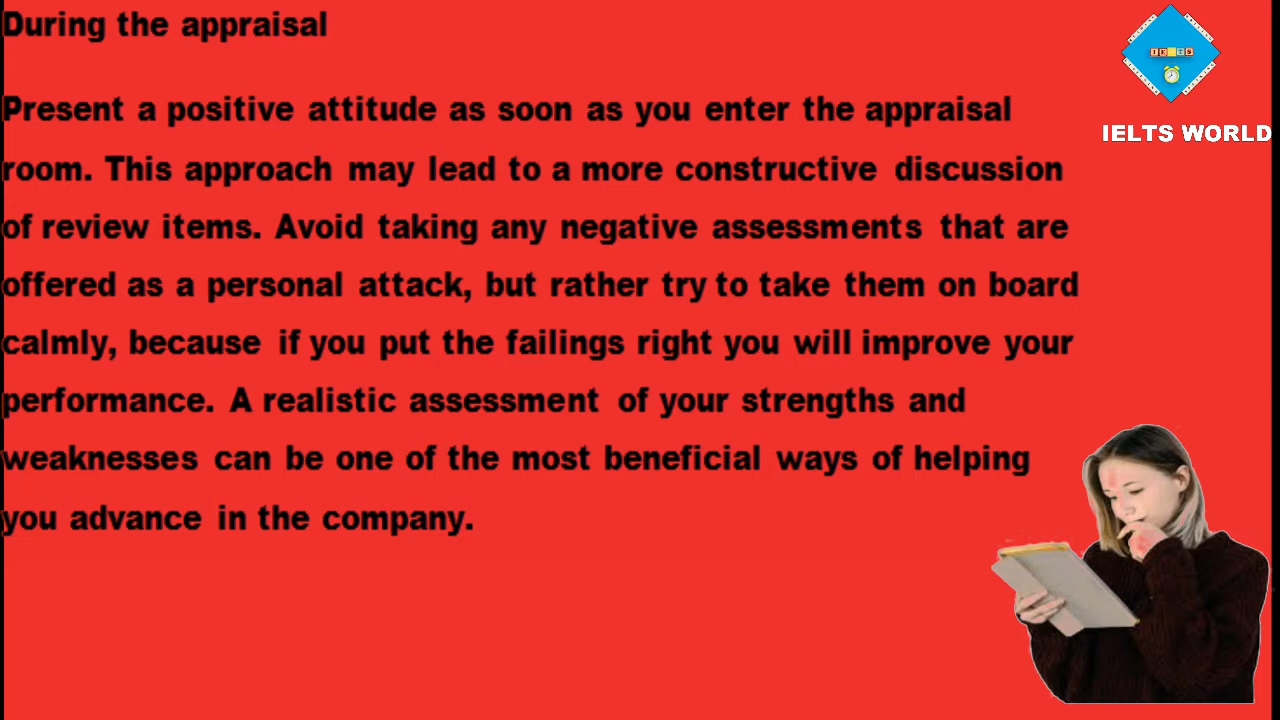 During the appraisal
Present a positive attitude as soon as you enter the appraisal
room. This approach may lead to a more constructive discussion
of review items. Avoid taking any negative assessments that are
offered as a personal attack, but rather try to take them on board
calmly, because if you put the failings right you will improve your
performance. A realistic assessment of your strengths and
weaknesses can be one of the most beneficial ways of helping
you advance in the company.
IELTS
IELTS WORLD